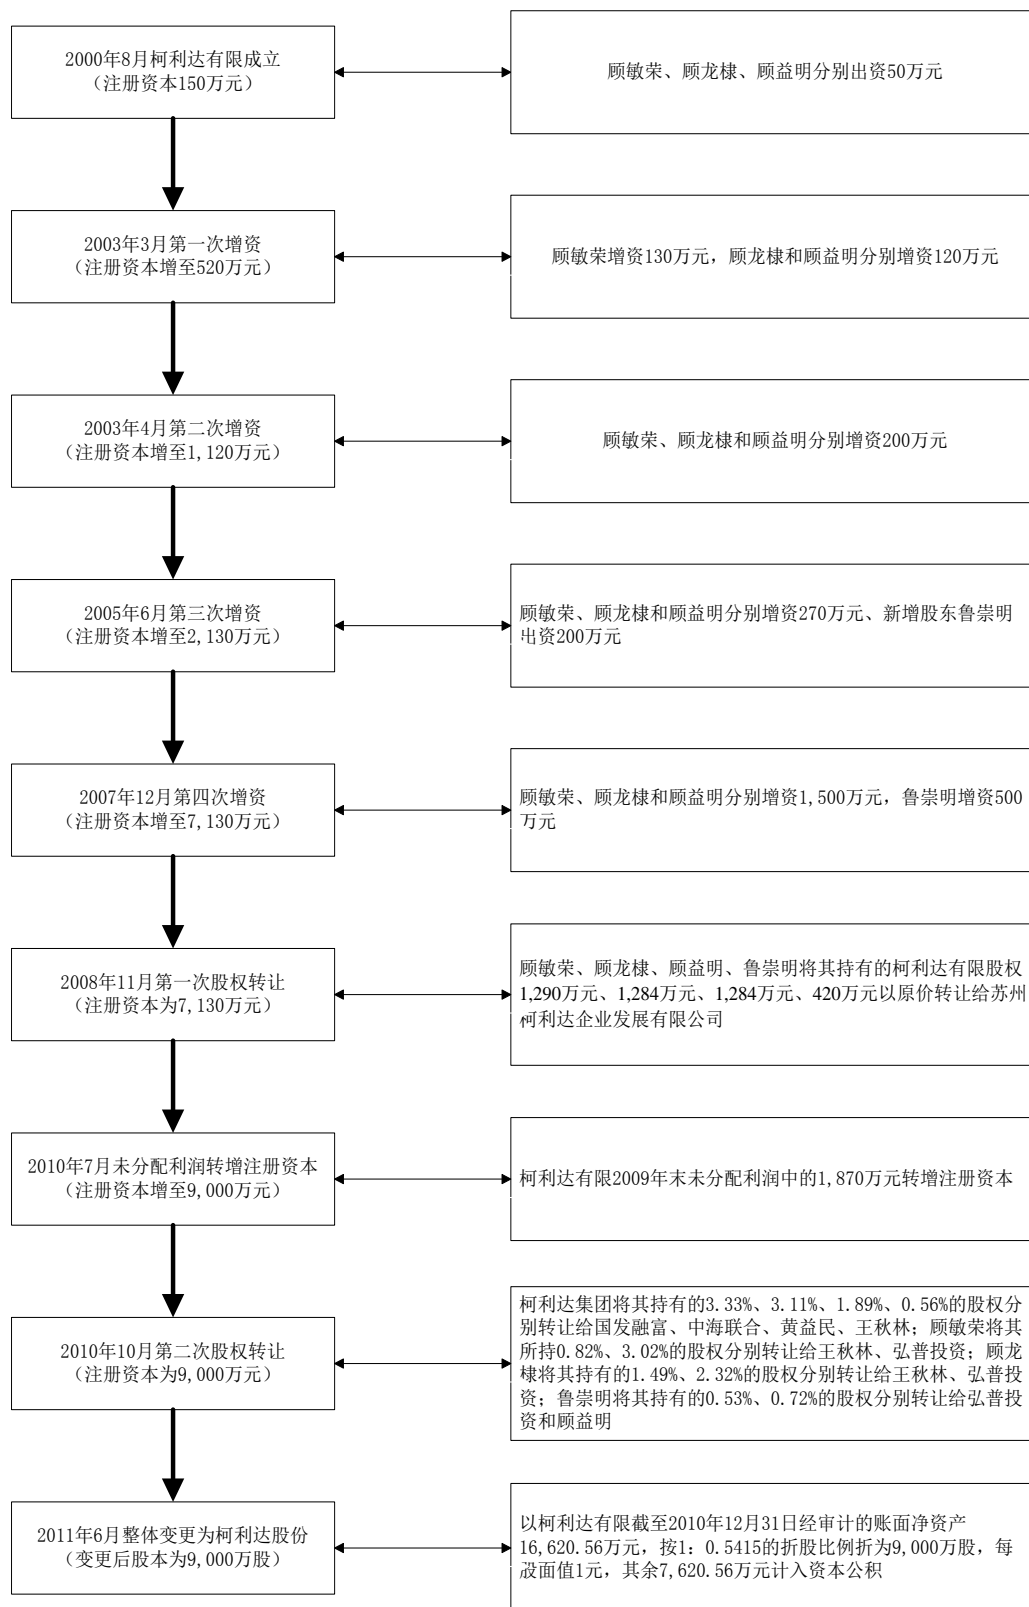 2000年8月柯利达有限成立
（注册资本150万元）
顾敏荣、顾龙棣、顾益明分别出资50万元
2003年3月第一次增资
（注册资本增至520万元）
顾敏荣增资130万元，顾龙棣和顾益明分别增资120万元
2003年4月第二次增资
（注册资本增至1,120万元）
顾敏荣、顾龙棣和顾益明分别增资200万元
2005年6月第三次增资
（注册资本增至2,130万元）
顾敏荣、顾龙棣和顾益明分别增资270万元、新增股东鲁崇明
出资200万元
2007年12月第四次增资
（注册资本增至7,130万元）
顾敏荣、顾龙棣和顾益明分别增资1,500万元，鲁崇明增资500
万元
2008年11月第一次股权转让
（注册资本为7,130万元）
顾敏荣、顾龙棣、顾益明、鲁崇明将其持有的柯利达有限股权
1,290万元、1,284万元、1,284万元、420万元以原价转让给苏州
柯利达企业发展有限公司
2010年7月未分配利润转增注册资本
（注册资本增至9,000万元）
柯利达有限2009年末未分配利润中的1,870万元转增注册资本
2010年10月第二次股权转让
（注册资本为9,000万元）
柯利达集团将其持有的3.33%、3.11%、1.89%、0.56%的股权分
别转让给国发融富、中海联合、黄益民、王秋林；顾敏荣将其
所持0.82%、3.02%的股权分别转让给王秋林、弘普投资；顾龙
棣将其持有的1.49%、2.32%的股权分别转让给王秋林、弘普投
资；鲁崇明将其持有的0.53%、0.72%的股权分别转让给弘普投
资和顾益明
2011年6月整体变更为柯利达股份
（变更后股本为9,000万股）
以柯利达有限截至2010年12月31日经审计的账面净资产
16,620.56万元，按1：0.5415的折股比例折为9,000万股，每
股面值1元，其余7,620.56万元计入资本公积